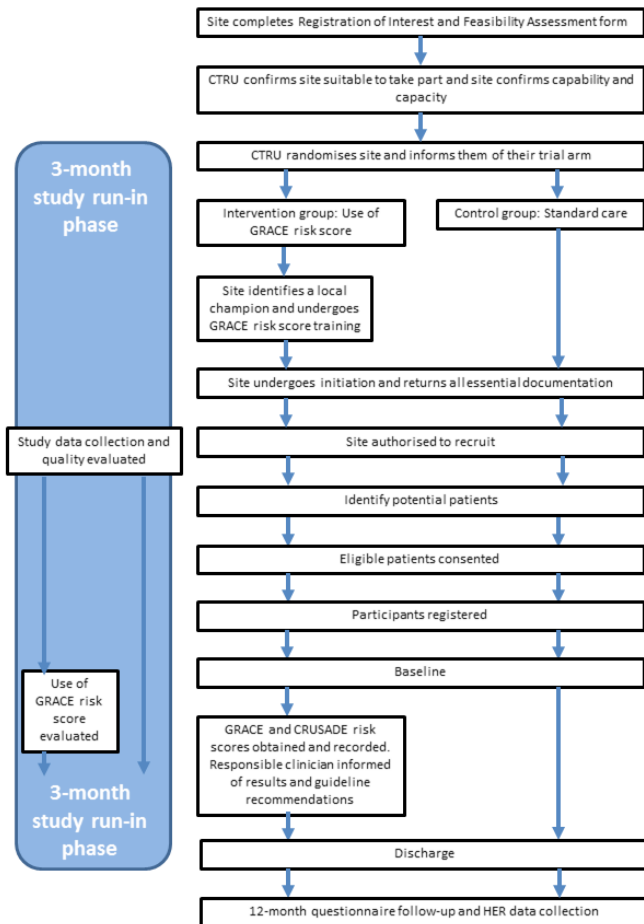 Site completes Registration of Interest and Feasibility Assessment form
CTRU confirms site suitable to take part and site confirms capability and
capacity
CTRU randomises site and informs them of their trial arm
3-month
study run-in
phase
Intervention group: Use of
GRACE risk score
Control group: Standard care
Site identifies a local
champion and undergoes
GRACE risk score training
Site undergoes initiation and returns all essential documentation
Study data collection and
quality evaluated
Site authorised to recruit
Identify potential patients
Eligible patients consented
Participants registered
Baseline
Use of
GRACE risk
score
evaluated
GRACE and CRUSADE risk
scores obtained and recorded.
Responsible clinician informed
of results and guideline
recommendations
3-month
study run-in
phase
Discharge
12-month questionnaire follow-up and HER data collection